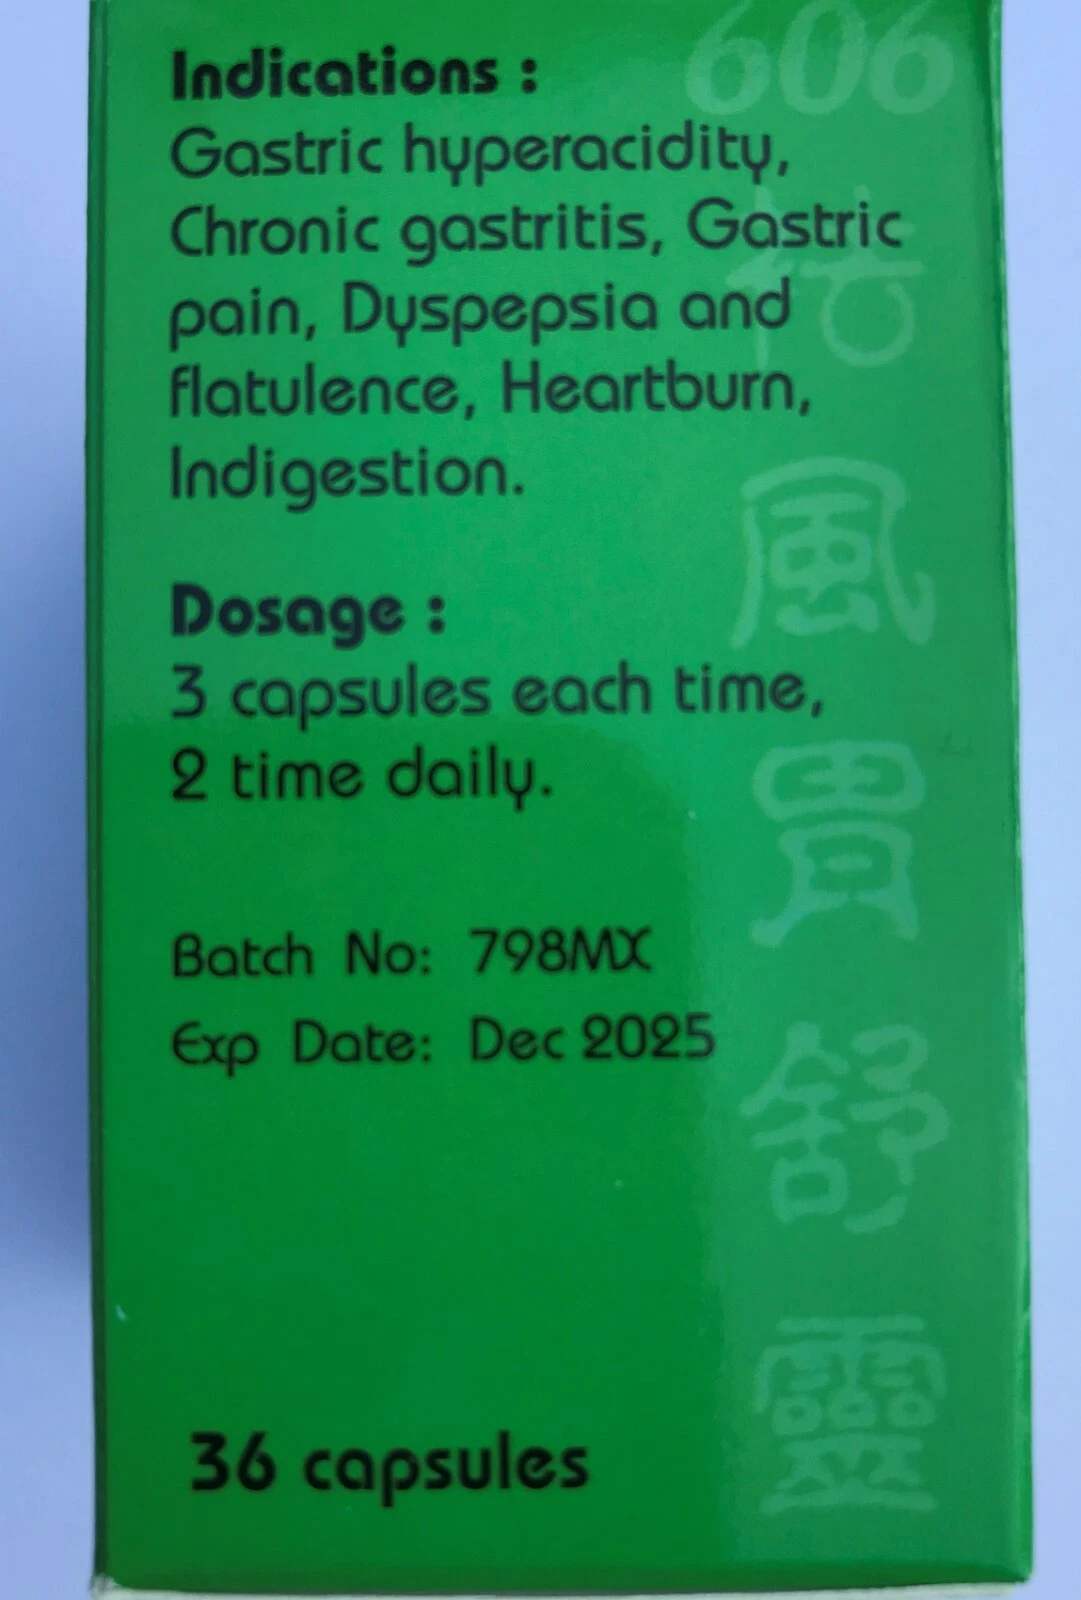 606
Indications :
Gastric hyperacidity,
Chronic gastritis, Gastric
pain, Dyspepsia and
flatulence, Heartburn,
Indigestion.
Dosage :
3 capsules each time,
2 time daily.
Batch No: 798MX
Exp Date: Dec 2025
36 capsules
祛
風
胃
舒
靈